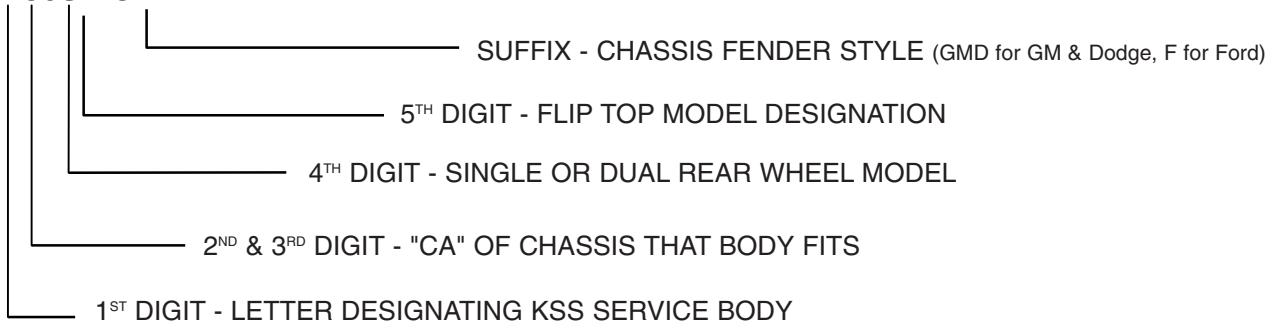 SUFFIX - CHASSIS FENDER STYLE (GMD for GM & Dodge, F for Ford)
5TH DIGIT - FLIP TOP MODEL DESIGNATION
4TH DIGIT - SINGLE OR DUAL REAR WHEEL MODEL
2ND & 3RD DIGIT - "CA" OF CHASSIS THAT BODY FITS
1ST DIGIT - LETTER DESIGNATING KSS SERVICE BODY